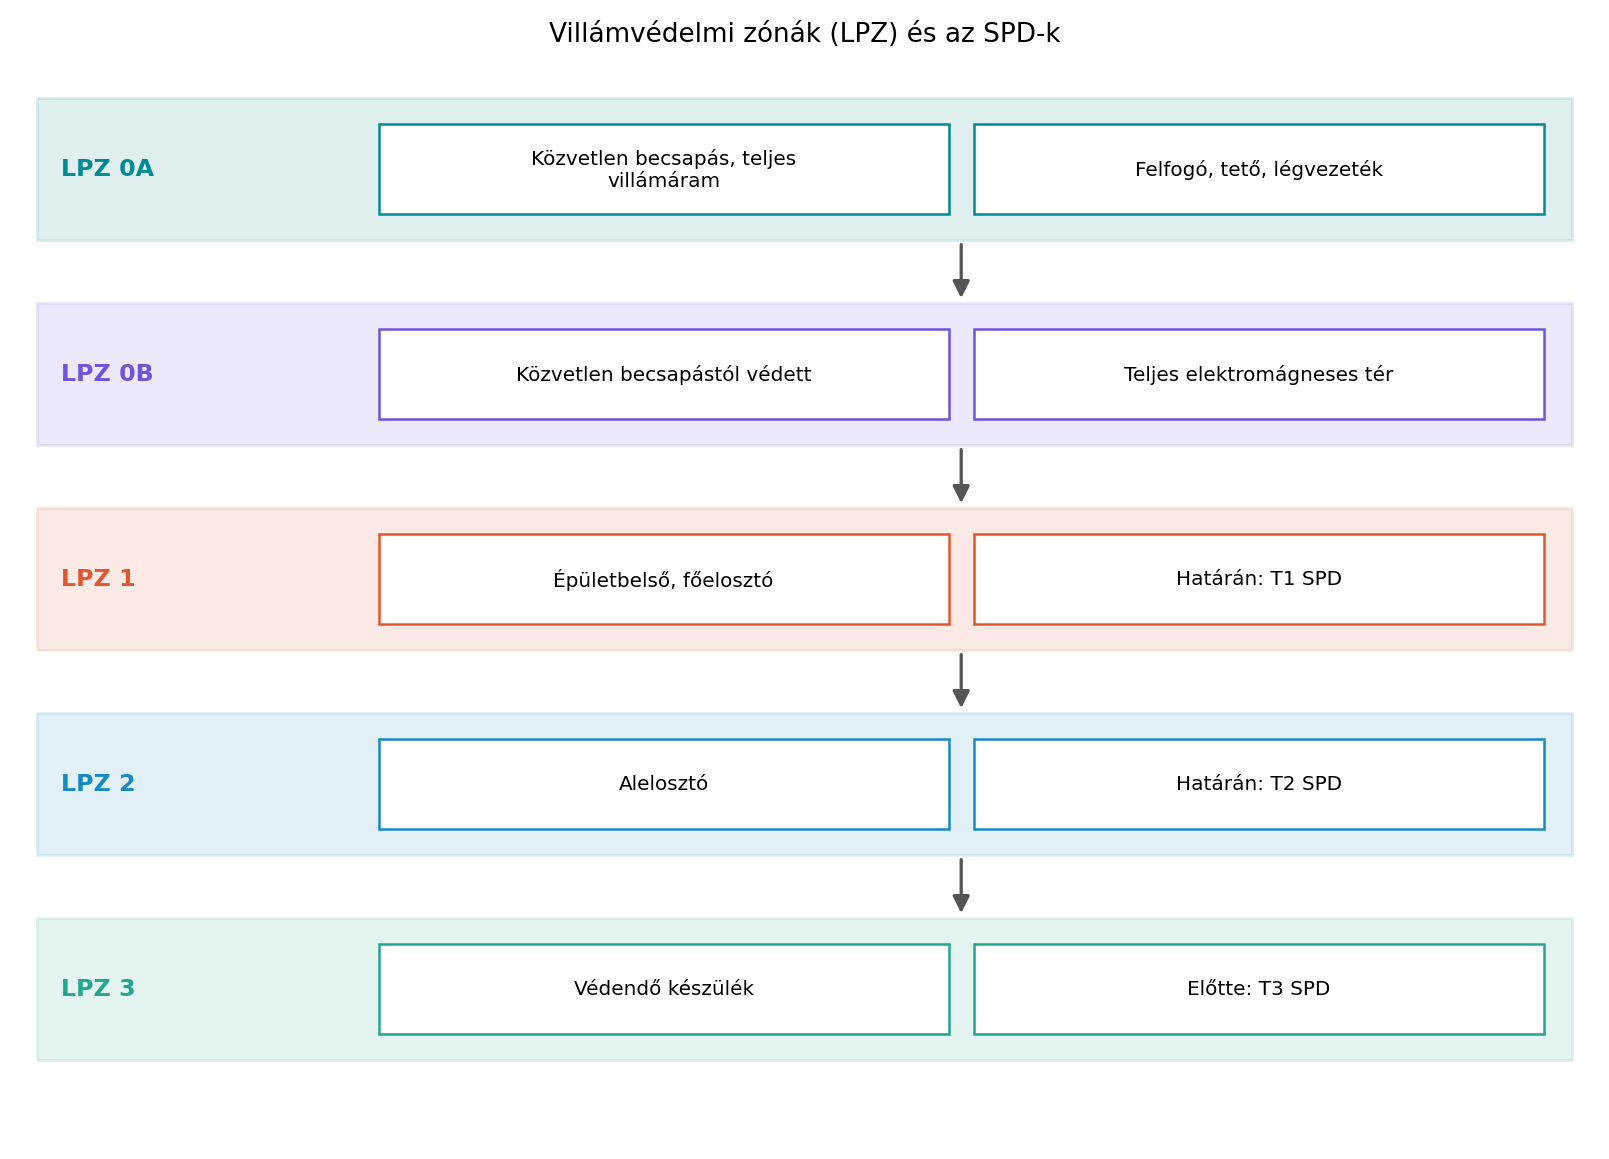 Villámvédelmi zónák (LPZ) és az SPD-k
LPZ 0A
Közvetlen becsapás, teljes
villámáram
Felfogó, tető, légvezeték
LPZ 0B
Közvetlen becsapástól védett
Teljes elektromágneses tér
LPZ 1
Épületbelső, főelosztó
Határán: T1 SPD
LPZ 2
Alelosztó
Határán: T2 SPD
LPZ 3
Védendő készülék
Előtte: T3 SPD